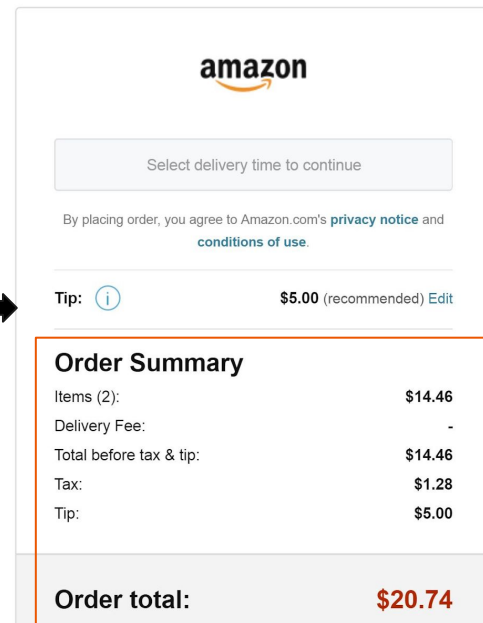 amazon
Select delivery time to continue
By placing order, you agree to Amazon.com's privacy notice and
conditions of use.
Tip: i $5.00 (recommended) Edit
Order Summary
Items (2): $14.46
Delivery Fee: -
Total before tax & tip: $14.46
Tax: $1.28
Tip: $5.00
Order total: $20.74